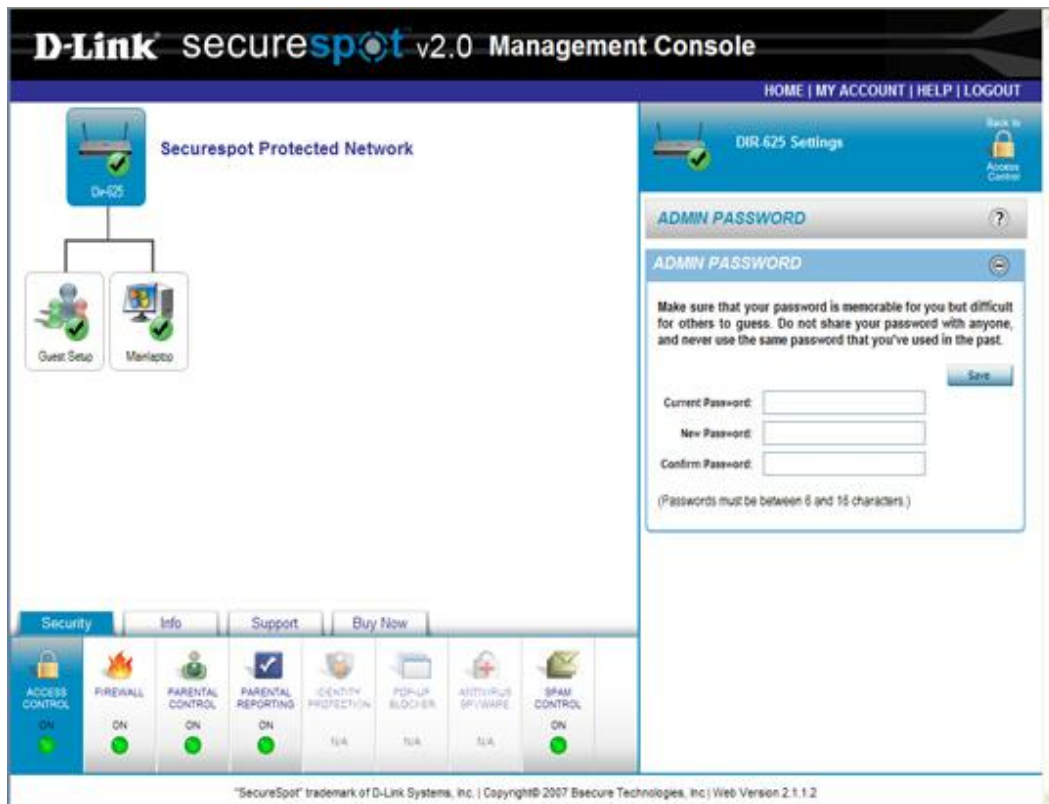 D-Link securespot v2.0 Management Console
HOME | MY ACCOUNT | HELP | LOGOUT
Dir-625
Securespot Protected Network
Guest Setup
Mainlaptop
DIR-625 Settings
Back to
Access
Control
ADMIN PASSWORD
?
ADMIN PASSWORD
Make sure that your password is memorable for you but difficult
for others to guess. Do not share your password with anyone,
and never use the same password that you've used in the past.
Save
Current Password:
New Password:
Confirm Password:
(Passwords must be between 6 and 16 characters.)
Security
Info
Support
Buy Now
ACCESS
CONTROL
ON
FIREWALL
ON
PARENTAL
CONTROL
ON
PARENTAL
REPORTING
ON
IDENTITY
PROTECTION
N/A
POP-UP
BLOCKER
N/A
ANTIVIRUS
SPYWARE
N/A
SPAM
CONTROL
ON
"SecureSpot" trademark of D-Link Systems, Inc. | Copyright© 2007 Bsecure Technologies, Inc | Web Version 2.1.1.2